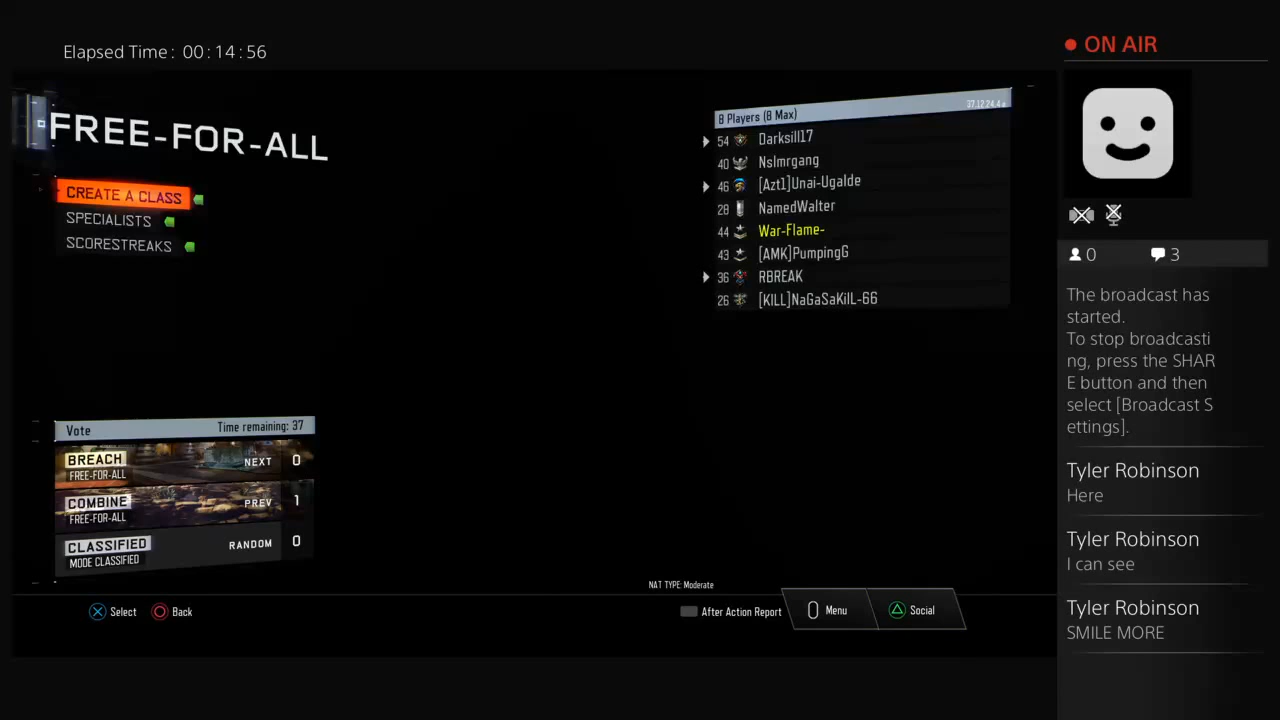 Elapsed Time: 00:14:56
ON AIR
FREE-FOR-ALL
CREATE A CLASS
SPECIALISTS
SCORESTREAKS
8 Players (8 Max)
54 Darksill17
40 Nslmrgang
46 [Azt1]Unai-Ugalde
28 NamedWalter
44 War-Flame-
43 [AMK]PumpingG
36 RBREAK
26 [KILL]NaGaSaKilL-66
Vote Time remaining: 37
BREACH NEXT 0
FREE-FOR-ALL
COMBINE PREV 1
FREE-FOR-ALL
CLASSIFIED RANDOM 0
MODE CLASSIFIED
NAT TYPE: Moderate
Select Back After Action Report Menu Social
0 3
The broadcast has
started.
To stop broadcasti
ng, press the SHAR
E button and then
select [Broadcast S
ettings].
Tyler Robinson
Here
Tyler Robinson
I can see
Tyler Robinson
SMILE MORE